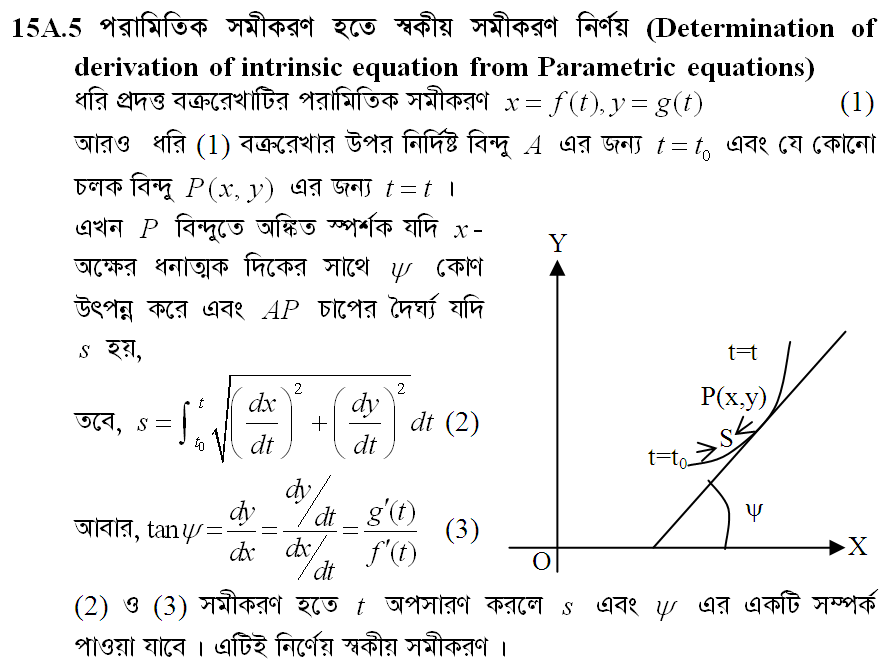 15A.5 পরামিতিক সমীকরণ হতে স্বকীয় সমীকরণ নির্ণয় (Determination of
derivation of intrinsic equation from Parametric equations)
ধরি প্রদত্ত বক্ররেখাটির পরামিতিক সমীকরণ x = f(t), y = g(t) (1)
আরও ধরি (1) বক্ররেখার উপর নির্দিষ্ট বিন্দু A এর জন্য t = t₀ এবং যে কোনো
চলক বিন্দু P(x, y) এর জন্য t = t ।
এখন P বিন্দুতে অঙ্কিত স্পর্শক যদি x -
অক্ষের ধনাত্মক দিকের সাথে ψ কোণ
উৎপন্ন করে এবং AP চাপের দৈর্ঘ্য যদি
s হয়,
তবে, s = ∫ₜ₀ᵗ √((dx/dt)² + (dy/dt)²) dt (2)
আবার, tan ψ = dy/dx = (dy/dt)/(dx/dt) = g′(t)/f′(t) (3)
Y
t=t
P(x,y)
S
t=t₀
ψ
X
O
(2) ও (3) সমীকরণ হতে t অপসারণ করলে s এবং ψ এর একটি সম্পর্ক
পাওয়া যাবে । এটিই নির্ণেয় স্বকীয় সমীকরণ ।